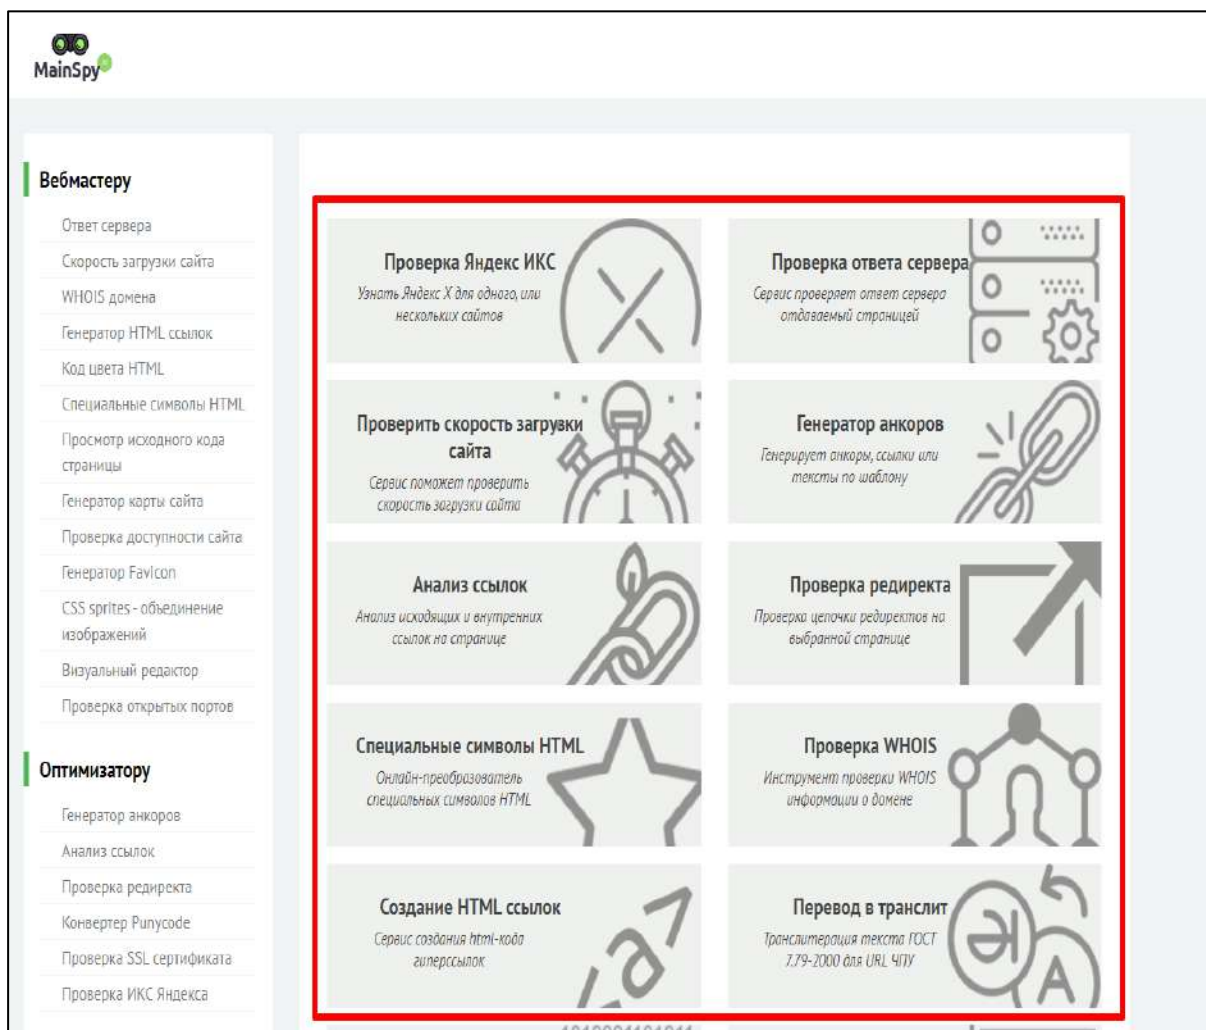 MainSpy
Вебмастеру
Ответ сервера
Скорость загрузки сайта
WHOIS домена
Генератор HTML ссылок
Код цвета HTML
Специальные символы HTML
Просмотр исходного кода
страницы
Генератор карты сайта
Проверка доступности сайта
Генератор Favicon
CSS sprites - объединение
изображений
Визуальный редактор
Проверка открытых портов
Оптимизатору
Генератор анкоров
Анализ ссылок
Проверка редиректа
Конвертер Punycode
Проверка SSL сертификата
Проверка ИКС Яндекса
Проверка Яндекс ИКС
Узнать Яндекс X для одного, или
нескольких сайтов
Проверка ответа сервера
Сервис проверяет ответ сервера
отдаваемый страницей
Проверить скорость загрузки
сайта
Сервис поможет проверить
скорость загрузки сайта
Генератор анкоров
Генерирует анкоры, ссылки или
тексты по шаблону
Анализ ссылок
Анализ исходящих и внутренних
ссылок на странице
Проверка редиректа
Проверка цепочки редиректов на
выбранной странице
Специальные символы HTML
Онлайн-преобразователь
специальных символов HTML
Проверка WHOIS
Инструмент проверки WHOIS
информации о домене
Создание HTML ссылок
Сервис создания html-кода
гиперссылок
<a>
Перевод в транслит
Транслитерация текста ГОСТ
7.79-2000 для URL ЧПУ
A